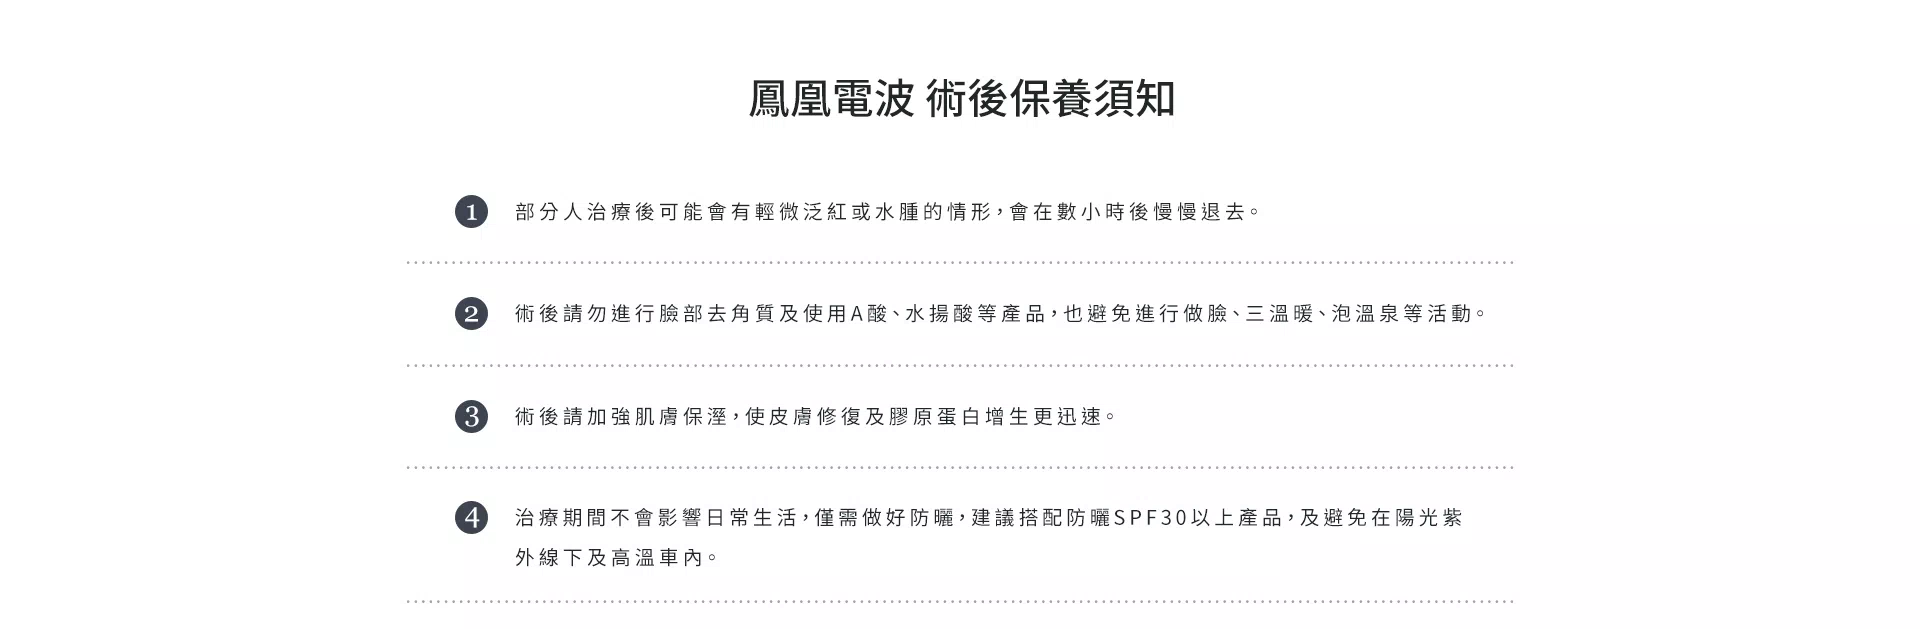 鳳凰電波 術後保養須知
1 部分人治療後可能會有輕微泛紅或水腫的情形，會在數小時後慢慢退去。
2 術後請勿進行臉部去角質及使用A酸、水揚酸等產品，也避免進行做臉、三溫暖、泡溫泉等活動。
3 術後請加強肌膚保溼，使皮膚修復及膠原蛋白增生更迅速。
4 治療期間不會影響日常生活，僅需做好防曬，建議搭配防曬SPF30以上產品，及避免在陽光紫
外線下及高溫車內。